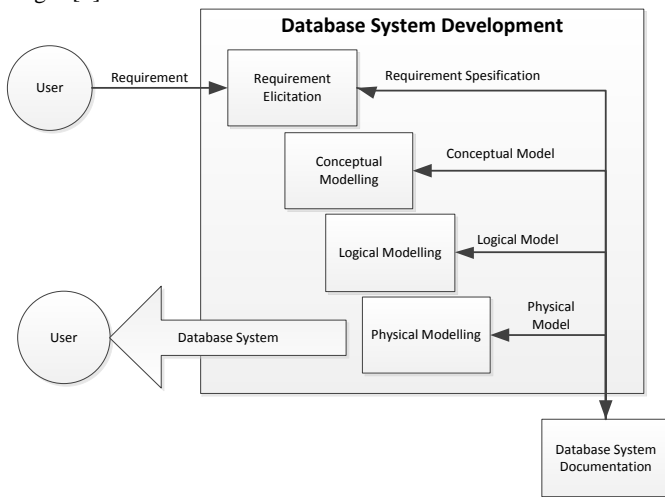 Database System Development
User
Requirement
Requirement
Elicitation
Requirement Spesification
Conceptual
Modelling
Conceptual Model
Logical Modelling
Logical Model
User
Database System
Physical Modelling
Physical
Model
Database System
Documentation